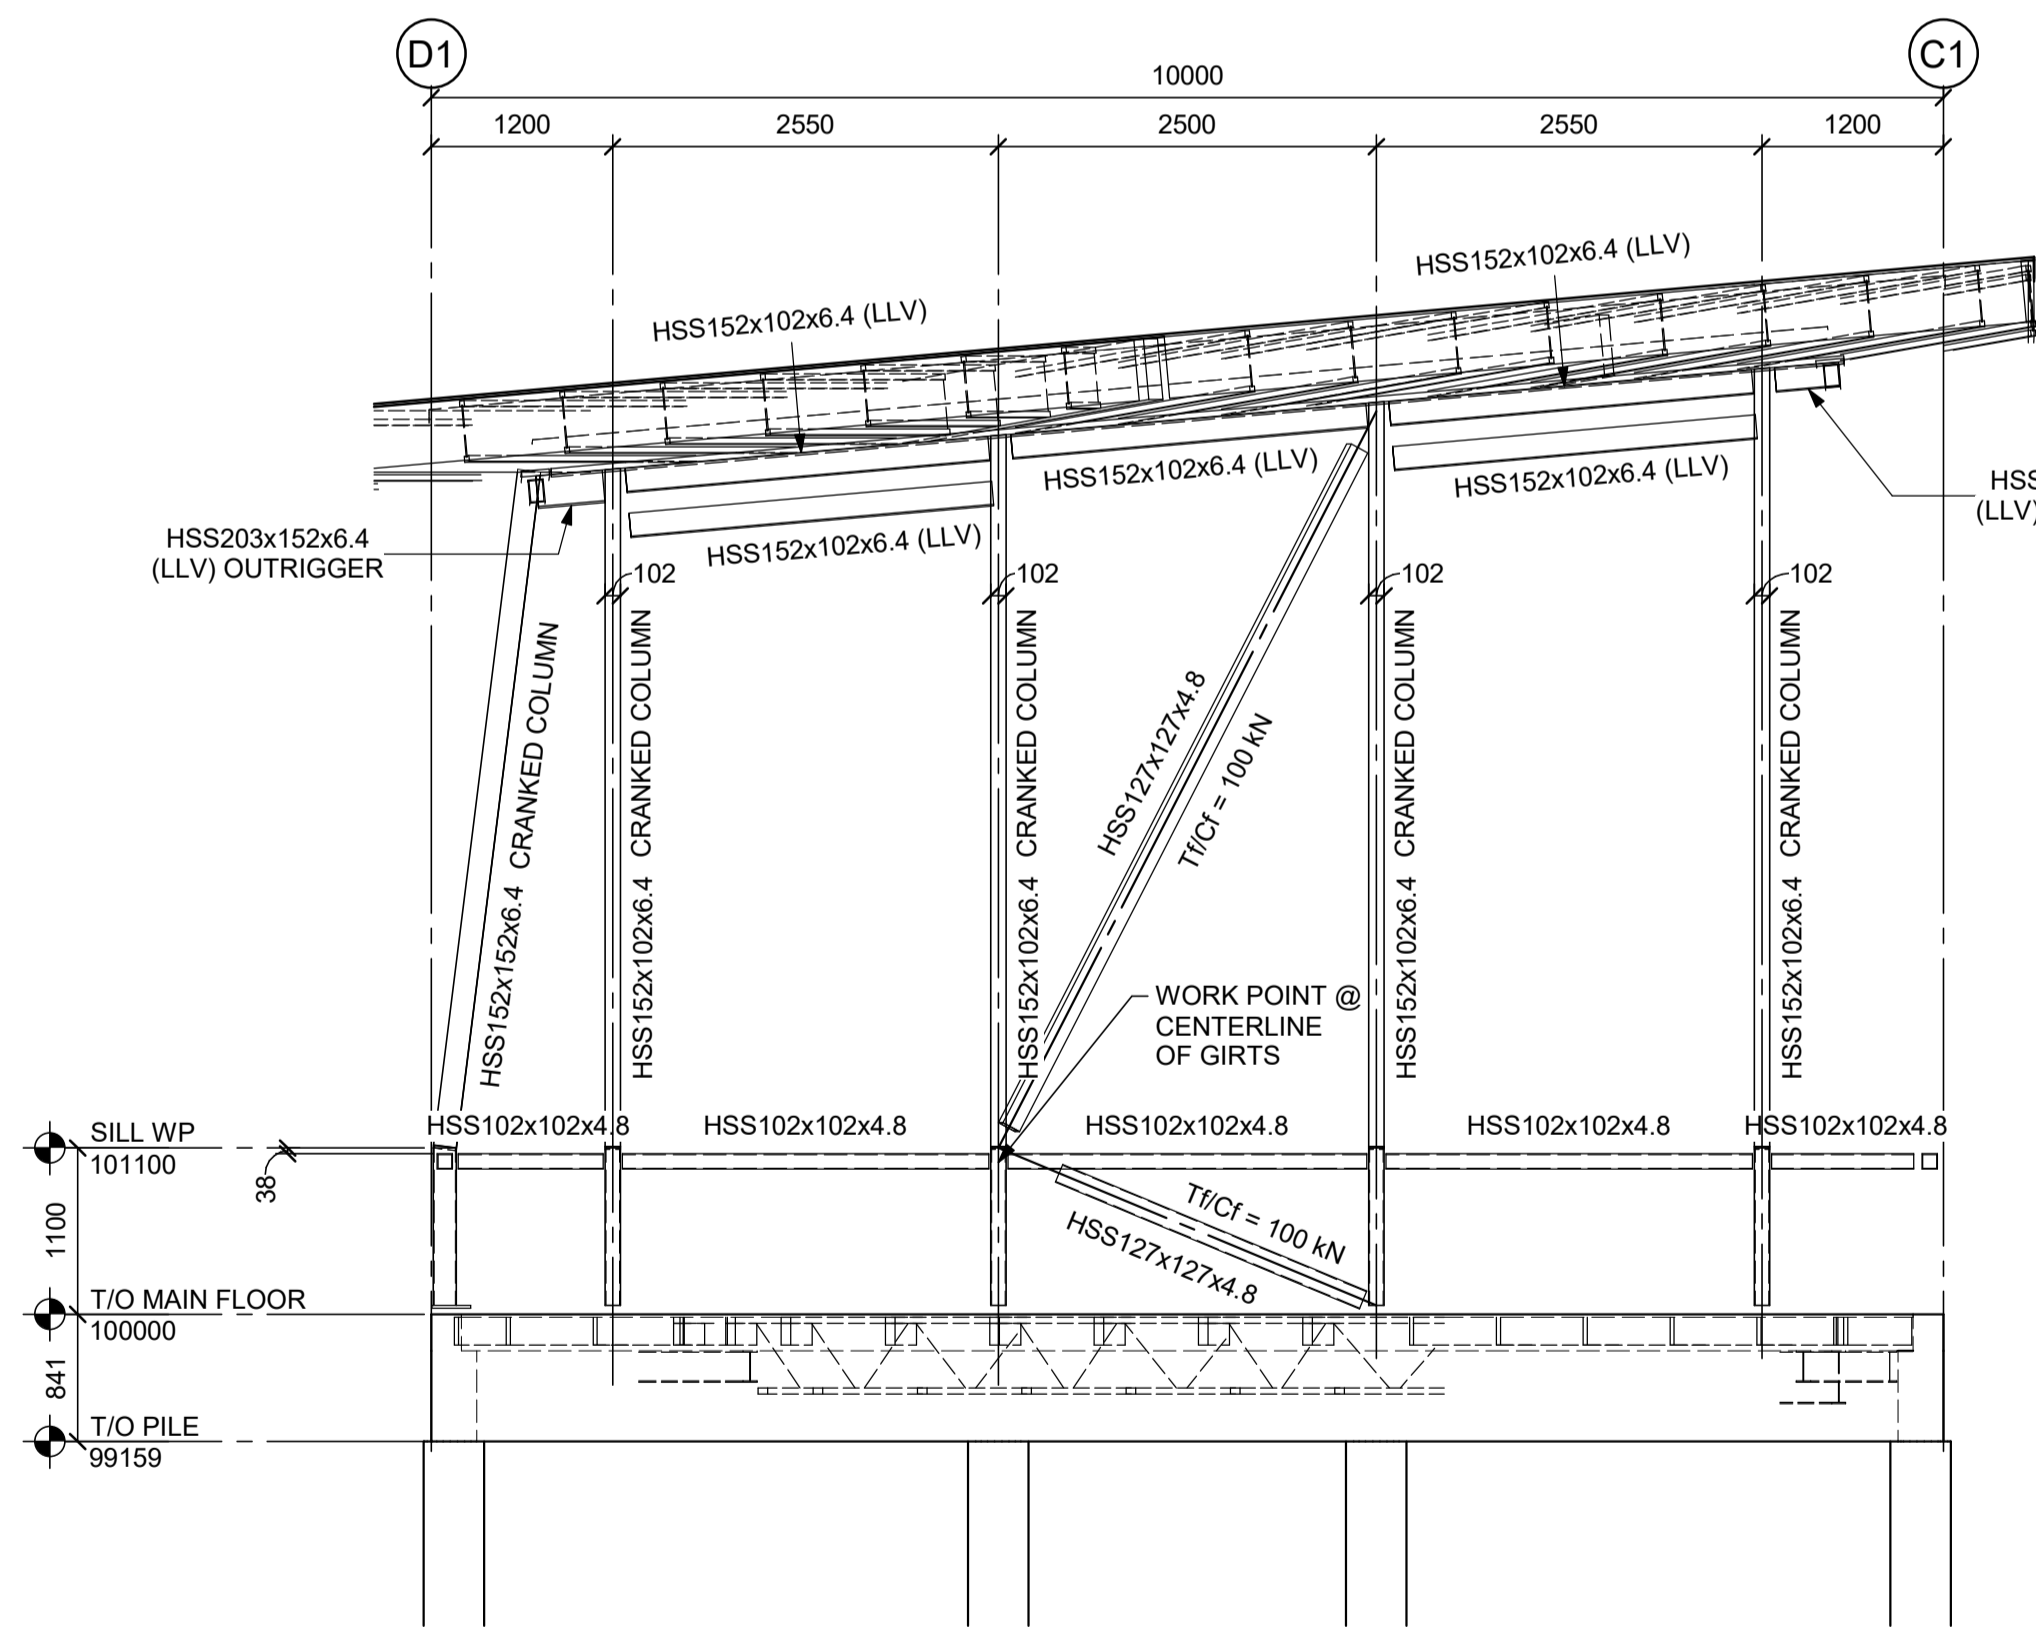 D1
C1
10000
1200
2550
2500
2550
1200
HSS152x102x6.4 (LLV)
HSS152x102x6.4 (LLV)
HSS152x102x6.4 (LLV)
HSS152x102x6.4 (LLV)
HSS152x102x6.4 (LLV)
HSS
(LLV)
HSS203x152x6.4
(LLV) OUTRIGGER
102
102
102
102
HSS152x152x6.4 CRANKED COLUMN
HSS152x102x6.4 CRANKED COLUMN
HSS152x102x6.4 CRANKED COLUMN
HSS127x127x4.8
Tf/Cf = 100 kN
HSS152x102x6.4 CRANKED COLUMN
HSS152x102x6.4 CRANKED COLUMN
WORK POINT @
CENTERLINE
OF GIRTS
HSS102x102x4.8
HSS102x102x4.8
HSS102x102x4.8
HSS102x102x4.8
HSS102x102x4.8
SILL WP
101100
38
1100
Tf/Cf = 100 kN
HSS127x127x4.8
T/O MAIN FLOOR
100000
841
T/O PILE
99159